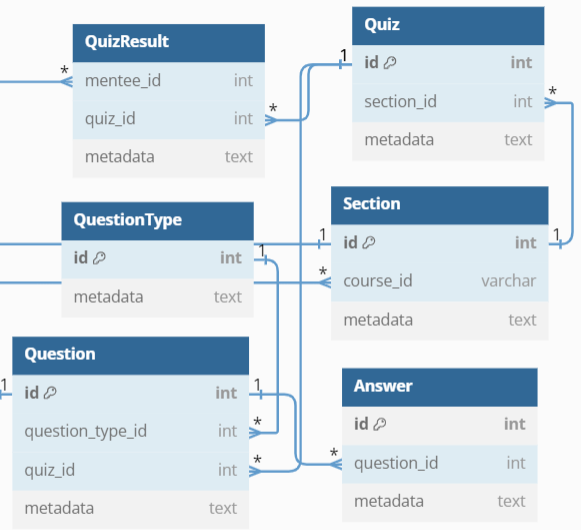 QuizResult
* mentee_id int
quiz_id int *
metadata text
Quiz
1 id int
section_id int *
metadata text
QuestionType
id int 1
metadata text
Section
1 id int 1
* course_id varchar
metadata text
Question
1 id int 1
question_type_id int *
quiz_id int *
metadata text
Answer
id int
* question_id int
metadata text